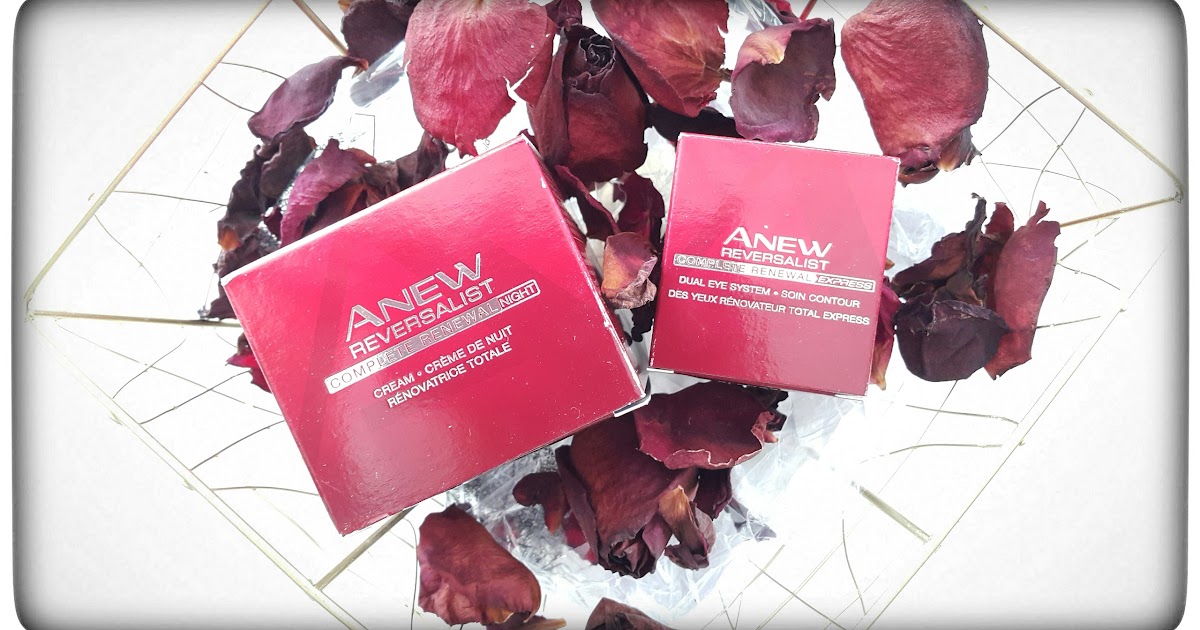 ANEW
REVERSALIST
COMPLETE RENEWAL NIGHT
CREAM • CRÈME DE NUIT
RÉNOVATRICE TOTALE
ANEW
REVERSALIST
COMPLETE RENEWAL EXPRESS
DUAL EYE SYSTEM • SOIN CONTOUR
DES YEUX RÉNOVATEUR TOTAL EXPRESS